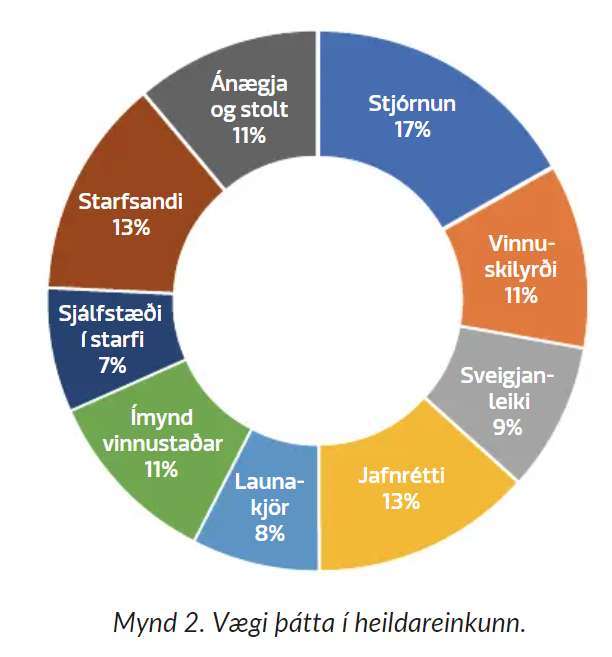 Stjórnun
17%
Vinnu-
skilyrði
11%
Sveigjan-
leiki
9%
Jafnrétti
13%
Launa-
kjör
8%
Ímynd
vinnustaðar
11%
Sjálfstæði
í starfi
7%
Starfsandi
13%
Ánægja
og stolt
11%
Mynd 2. Vægi þátta í heildareinkunn.